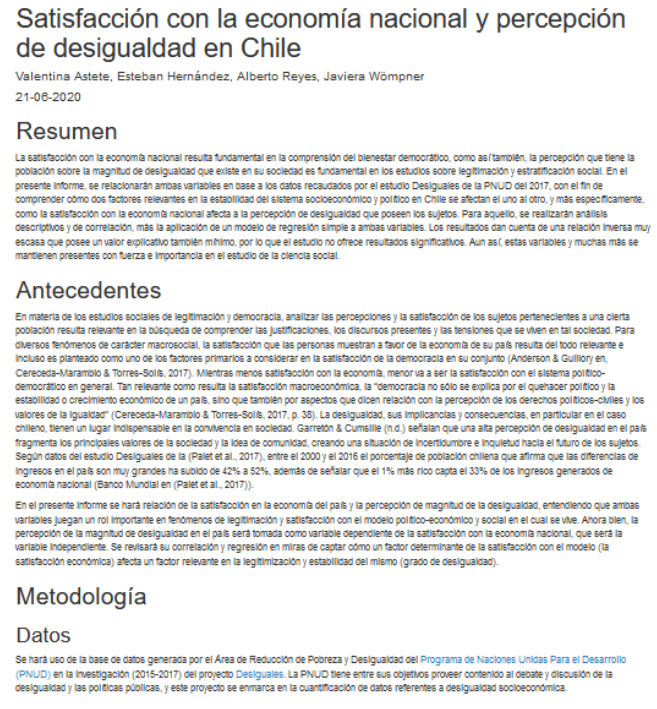 Satisfacción con la economía nacional y percepción
de desigualdad en Chile
Valentina Astete, Esteban Hernández, Alberto Reyes, Javiera Wömpner
21-06-2020
Resumen
La satisfacción con la economía nacional resulta fundamental en la comprensión del bienestar democrático, como así también, la percepción que tiene la
población sobre la magnitud de desigualdad que existe en su sociedad es fundamental en los estudios sobre legitimación y estratificación social. En el
presente informe, se relacionarán ambas variables en base a los datos recaudados por el estudio Desiguales de la PNUD del 2017, con el fin de
comprender cómo dos factores relevantes en la estabilidad del sistema socioeconómico y político en Chile se afectan el uno al otro, y más específicamente,
como la satisfacción con la economía nacional afecta a la percepción de desigualdad que poseen los sujetos. Para aquello, se realizarán análisis
descriptivos y de correlación, más la aplicación de un modelo de regresión simple a ambas variables. Los resultados dan cuenta de una relación inversa muy
escasa que posee un valor explicativo también mínimo, por lo que el estudio no ofrece resultados significativos. Aun así, estas variables y muchas más se
mantienen presentes con fuerza e importancia en el estudio de la ciencia social.
Antecedentes
En materia de los estudios sociales de legitimación y democracia, analizar las percepciones y la satisfacción de los sujetos pertenecientes a una cierta
población resulta relevante en la búsqueda de comprender las justificaciones, los discursos presentes y las tensiones que se viven en tal sociedad. Para
diversos fenómenos de carácter macrosocial, la satisfacción que las personas muestran a favor de la economía de su país resulta del todo relevante e
incluso es planteado como uno de los factores primarios a considerar en la satisfacción de la democracia en su conjunto (Anderson & Guillory en,
Cereceda-Marambio & Torres-Solís, 2017). Mientras menos satisfacción con la economía, menor va a ser la satisfacción con el sistema político-
democrático en general. Tan relevante como resulta la satisfacción macroeconómica, la "democracia no sólo se explica por el quehacer político y la
estabilidad o crecimiento económico de un país, sino que también por aspectos que dicen relación con la percepción de los derechos políticos-civiles y los
valores de la igualdad" (Cereceda-Marambio & Torres-Solís, 2017, p. 38). La desigualdad, sus implicancias y consecuencias, en particular en el caso
chileno, tienen un lugar indispensable en la convivencia en sociedad. Garretón & Cumsille (n.d.) señalan que una alta percepción de desigualdad en el país
fragmenta los principales valores de la sociedad y la idea de comunidad, creando una situación de incertidumbre e inquietud hacia el futuro de los sujetos.
Según datos del estudio Desiguales de la (Palet et al., 2017), entre el 2000 y el 2016 el porcentaje de población chilena que afirma que las diferencias de
ingresos en el país son muy grandes ha subido de 42% a 52%, además de señalar que el 1% más rico capta el 33% de los ingresos generados de
economía nacional (Banco Mundial en (Palet et al., 2017)).
En el presente informe se hará relación de la satisfacción en la economía del país y la percepción de magnitud de la desigualdad, entendiendo que ambas
variables juegan un rol importante en fenómenos de legitimación y satisfacción con el modelo político-económico y social en el cual se vive. Ahora bien, la
percepción de la magnitud de desigualdad en el país será tomada como variable dependiente de la satisfacción con la economía nacional, que será la
variable independiente. Se revisará su correlación y regresión en miras de captar cómo un factor determinante de la satisfacción con el modelo (la
satisfacción económica) afecta un factor relevante en la legitimización y estabilidad del mismo (grado de desigualdad).
Metodología
Datos
Se hará uso de la base de datos generada por el Área de Reducción de Pobreza y Desigualdad del Programa de Naciones Unidas Para el Desarrollo
(PNUD) en la investigación (2015-2017) del proyecto Desiguales. La PNUD tiene entre sus objetivos proveer contenido al debate y discusión de la
desigualdad y las políticas públicas, y este proyecto se enmarca en la cuantificación de datos referentes a desigualdad socioeconómica.